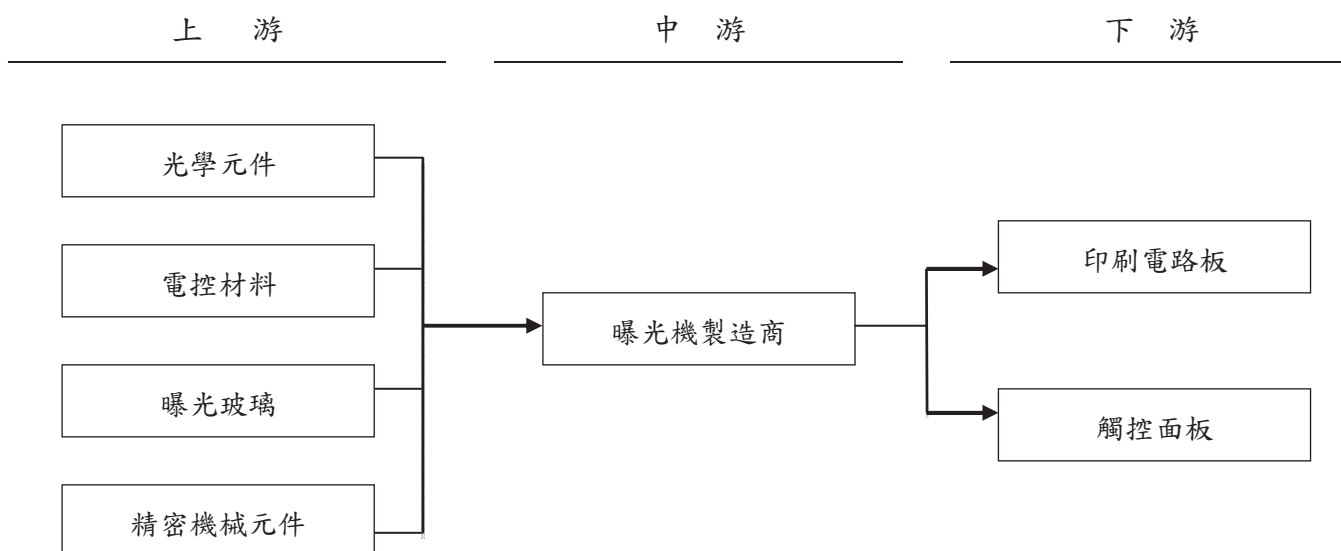 上 游 中 游 下 游
光學元件
電控材料
曝光玻璃
精密機械元件
曝光機製造商
印刷電路板
觸控面板